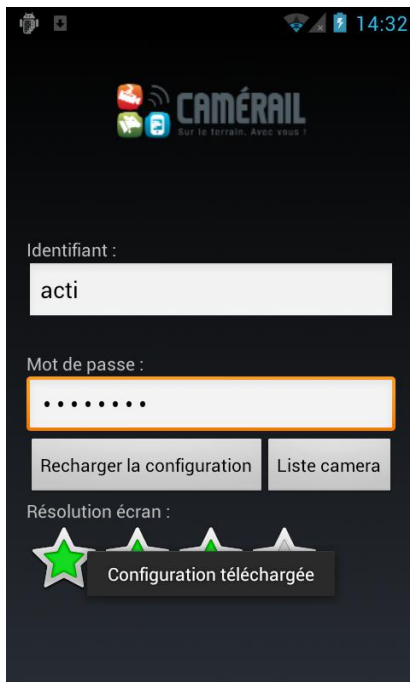 14:32
CAMÉRAIL
Sur le terrain. Avec vous !
Identifiant :
acti
Mot de passe :
••••••••
Recharger la configuration
Liste camera
Résolution écran :
Configuration téléchargée